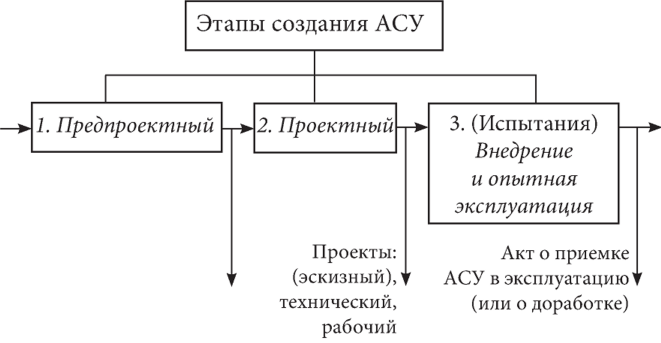 Этапы создания АСУ
1. Предпроектный
2. Проектный
3. (Испытания)
Внедрение
и опытная
эксплуатация
Проекты:
(эскизный),
технический,
рабочий
Акт о приемке
АСУ в эксплуатацию
(или о доработке)